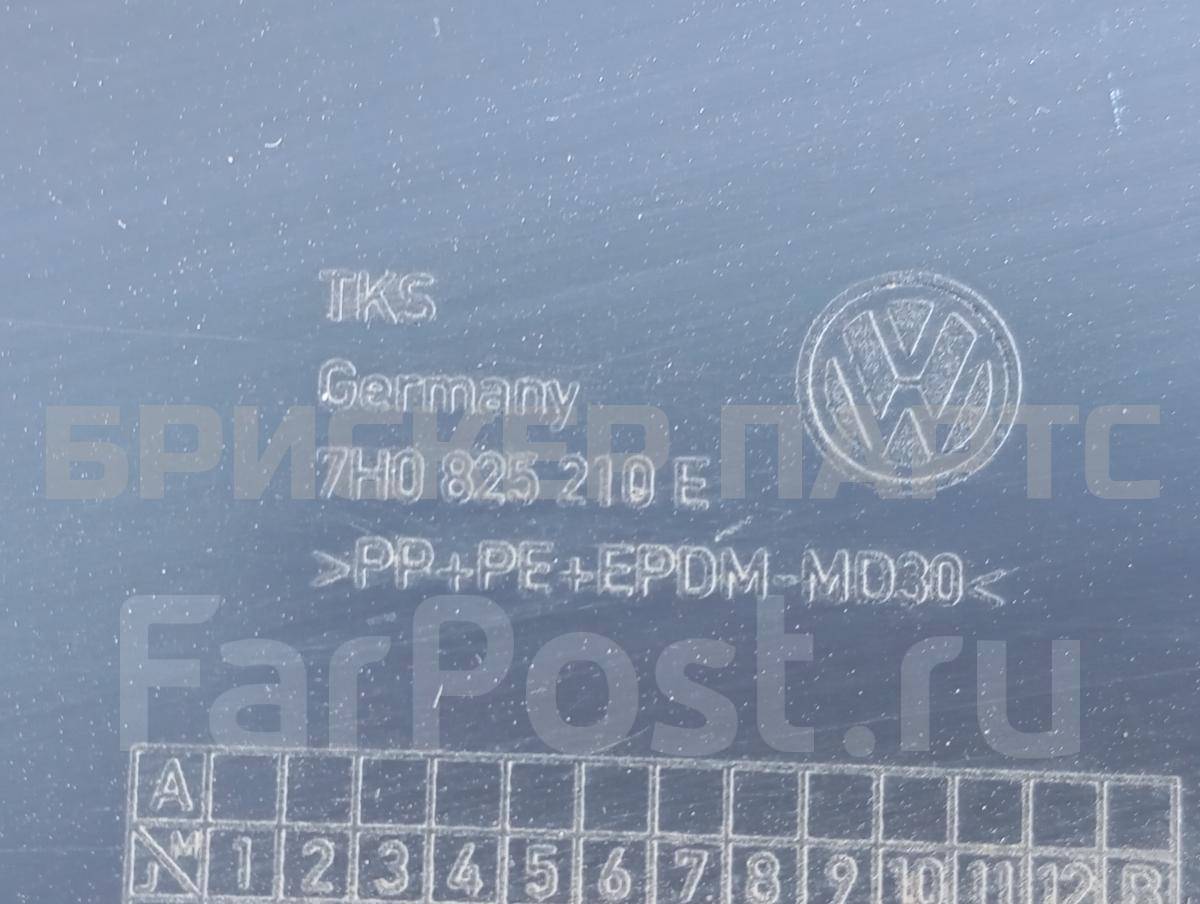 TKS
Germany
БРИСКЕР ПАРТС
7H0 825 210 E
>PP+PE+EPDM-MD30<
FarPost.ru
A
J M 1 2 3 4 5 6 7 8 9 10 11 12 B